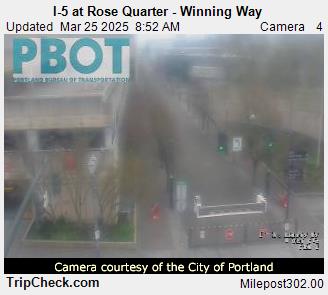 I-5 at Rose Quarter - Winning Way
Updated Mar 25 2025 8:52 AM Camera 4
PBOT
PORTLAND BUREAU OF TRANSPORTATION
Camera courtesy of the City of Portland
TripCheck.com Milepost302.00